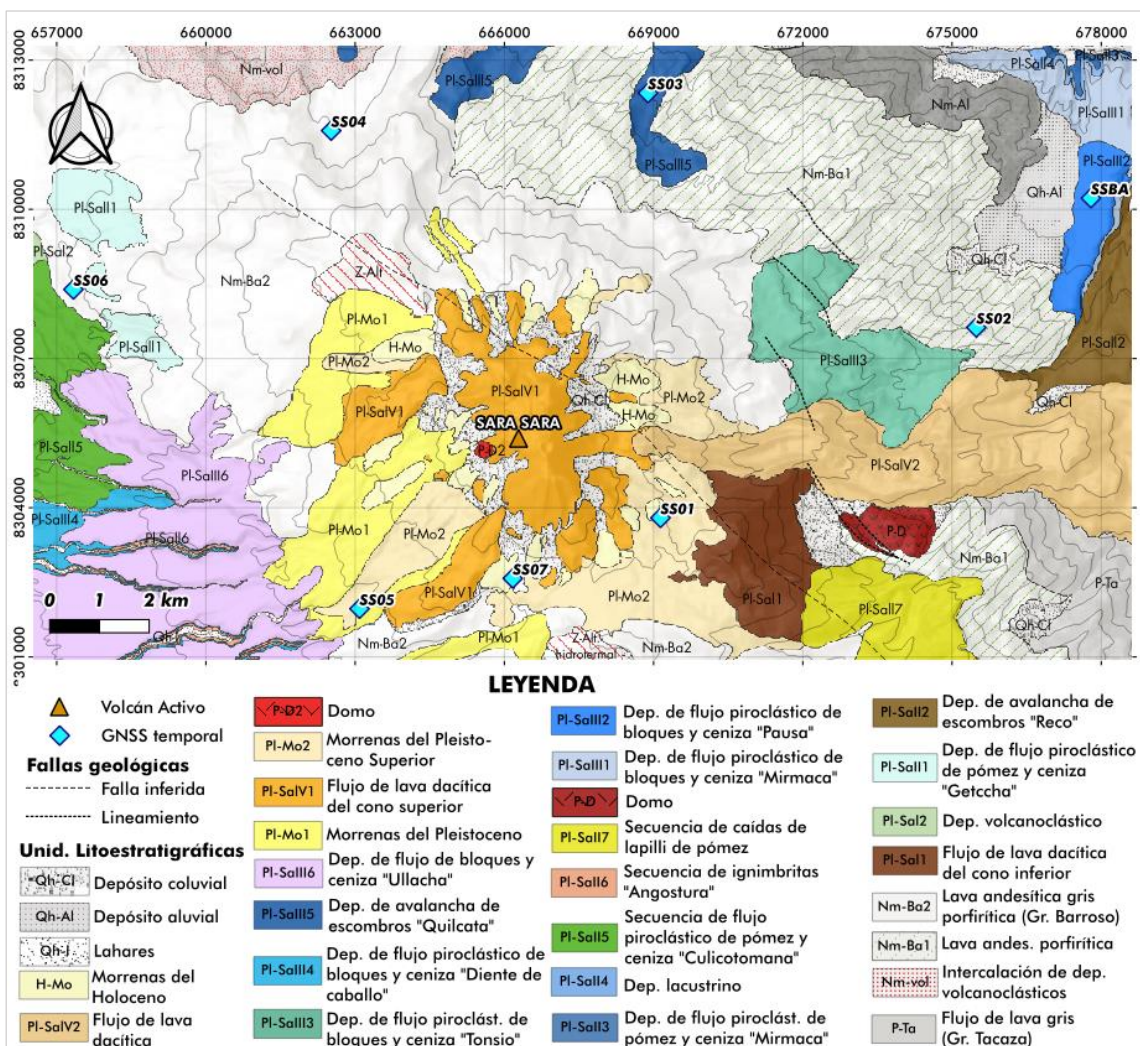 657000 660000 663000 666000 669000 672000 675000 678000
8313000
8310000
8307000
8304000
8301000
Nm-vol
Pl-SaIII5
SS03
Pl-SaII4
Pl-SaII3
SS04
Nm-Al
Pl-SaIII1
Pl-SaIII5
Pl-SaIII2
Nm-Ba1
Qh-Al
SSBA
Pl-SaII1
Pl-SaI2
Qh-Cl
SS06
Nm-Ba2
Z-Alt
SS02
Pl-Mo1
Pl-SaII1
H-Mo
Pl-SaIII3
Pl-SaII2
Pl-Mo2
Pl-SaIV1
H-Mo
Qh-Cl
Pl-Mo2
Qh-Cl
Pl-SaIV1
H-Mo
SARA SARA
Pl-SaII5
P-D2
Pl-SaIV2
Pl-SaIII6
Pl-SaIII4
SS01
Pl-Mo1
Pl-Mo2
P-D
Pl-SaII6
Nm-Ba1
SS07
P-Ta
0 1 2 km
SS05
Pl-SaIV1
Pl-Mo2
Pl-SaI1
Pl-SaII7
Qh-l
Nm-Ba2
Pl-Mo1
Z-Alt.
hidrotermal
Nm-Ba2
Qh-Cl
LEYENDA
Volcán Activo
GNSS temporal
Fallas geológicas
Falla inferida
Lineamiento
Unid. Litoestratigráficas
Qh-Cl Depósito coluvial
Qh-Al Depósito aluvial
Qh-l Lahares
H-Mo Morrenas del
Holoceno
Pl-SaIV2 Flujo de lava
dacítica
P-D2 Domo
Pl-Mo2 Morrenas del Pleisto-
ceno Superior
Pl-SaIV1 Flujo de lava dacítica
del cono superior
Pl-Mo1 Morrenas del Pleistoceno
Pl-SaIII6 Dep. de flujo de bloques y
ceniza "Ullacha"
Pl-SaIII5 Dep. de avalancha de
escombros "Quilcata"
Pl-SaIII4 Dep. de flujo piroclástico de
bloques y ceniza "Diente de
caballo"
Pl-SaIII3 Dep. de flujo piroclást. de
bloques y ceniza "Tonsio"
Pl-SaIII2 Dep. de flujo piroclástico de
bloques y ceniza "Pausa"
Pl-SaIII1 Dep. de flujo piroclástico de
bloques y ceniza "Mirmaca"
P-D Domo
Pl-SaII7 Secuencia de caídas de
lapilli de pómez
Pl-SaII6 Secuencia de ignimbritas
"Angostura"
Pl-SaII5 Secuencia de flujo
piroclástico de pómez y
ceniza "Culicotomana"
Pl-SaII4 Dep. lacustrino
Pl-SaII3 Dep. de flujo piroclást. de
pómez y ceniza "Mirmaca"
Pl-SaII2 Dep. de avalancha de
escombros "Reco"
Pl-SaII1 Dep. de flujo piroclástico
de pómez y ceniza
"Getccha"
Pl-SaI2 Dep. volcanoclástico
Pl-SaI1 Flujo de lava dacítica
del cono inferior
Nm-Ba2 Lava andesítica gris
porfirítica (Gr. Barroso)
Nm-Ba1 Lava andes. porfirítica
Nm-vol Intercalación de dep.
volcanoclásticos
P-Ta Flujo de lava gris
(Gr. Tacaza)